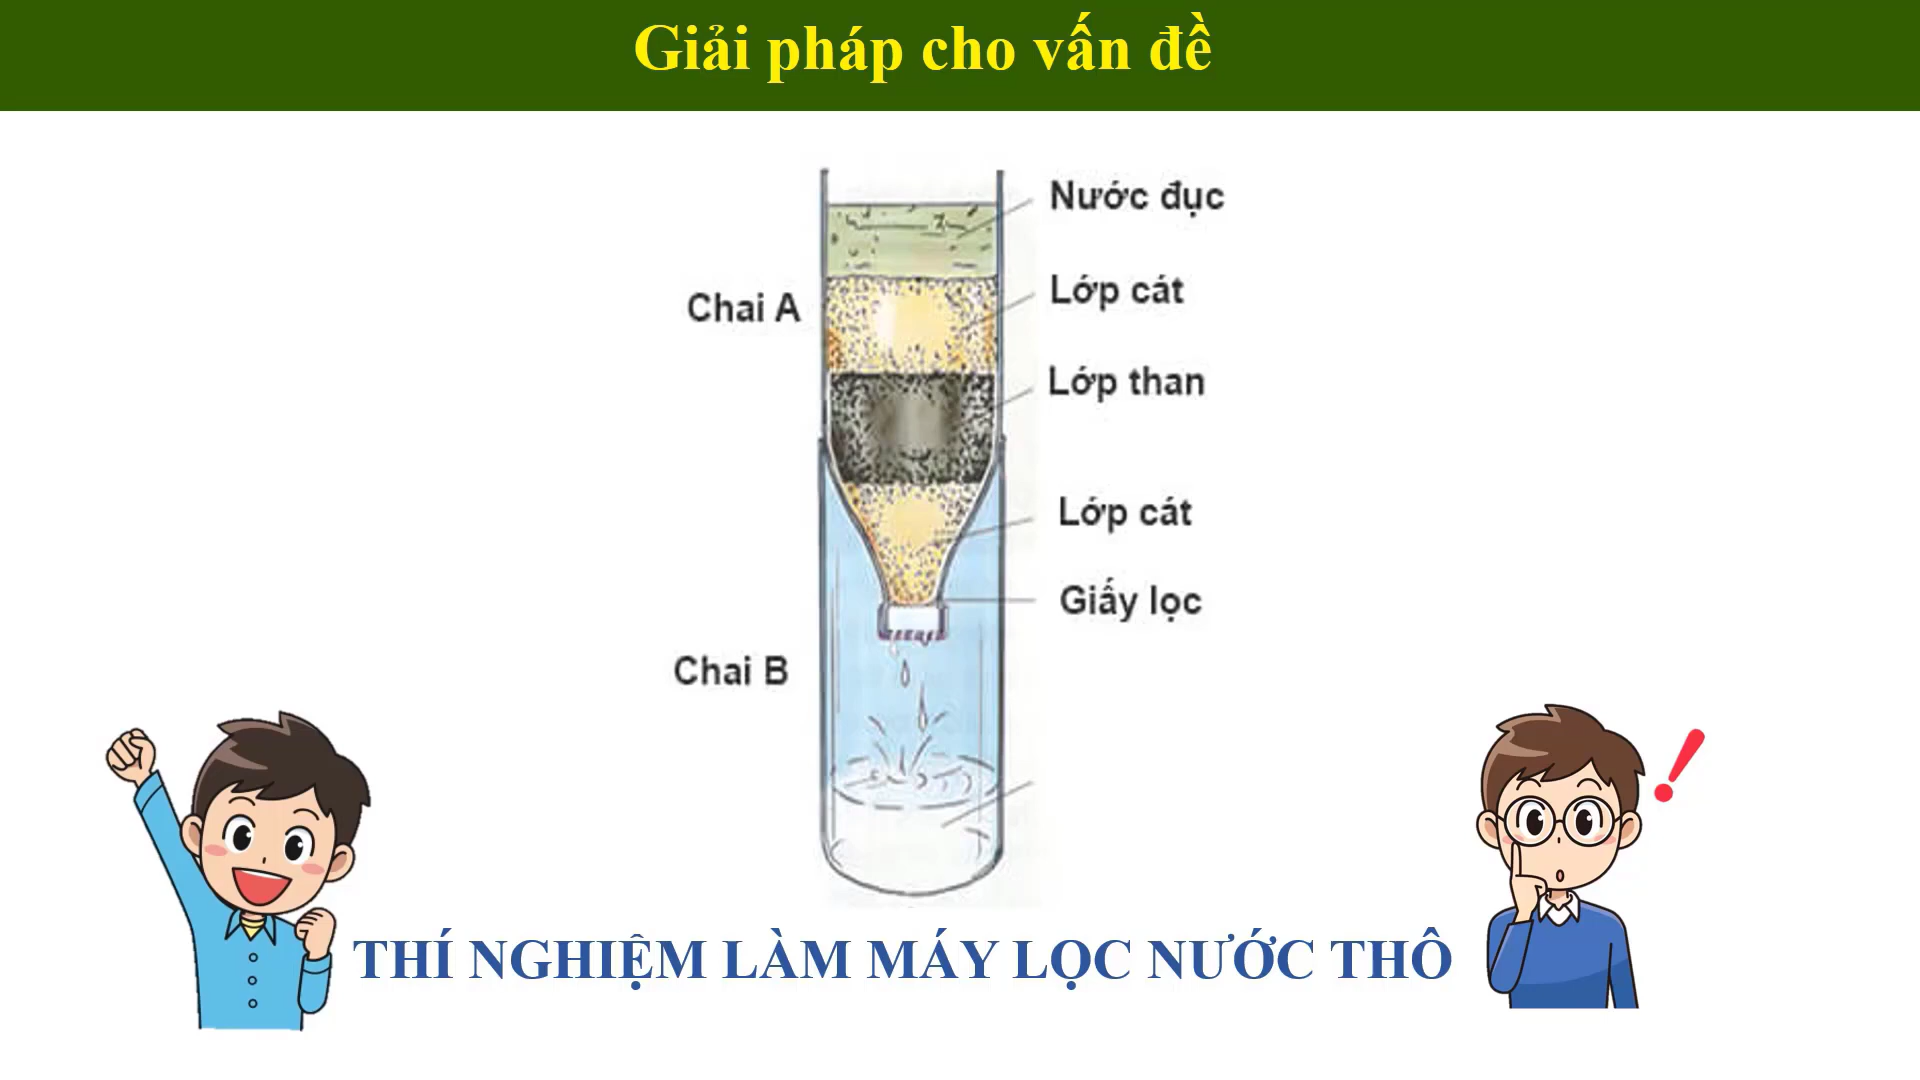 Giải pháp cho vấn đề
Nước đục
Lớp cát
Chai A
Lớp than
Lớp cát
Giấy lọc
Chai B
THÍ NGHIỆM LÀM MÁY LỌC NƯỚC THÔ